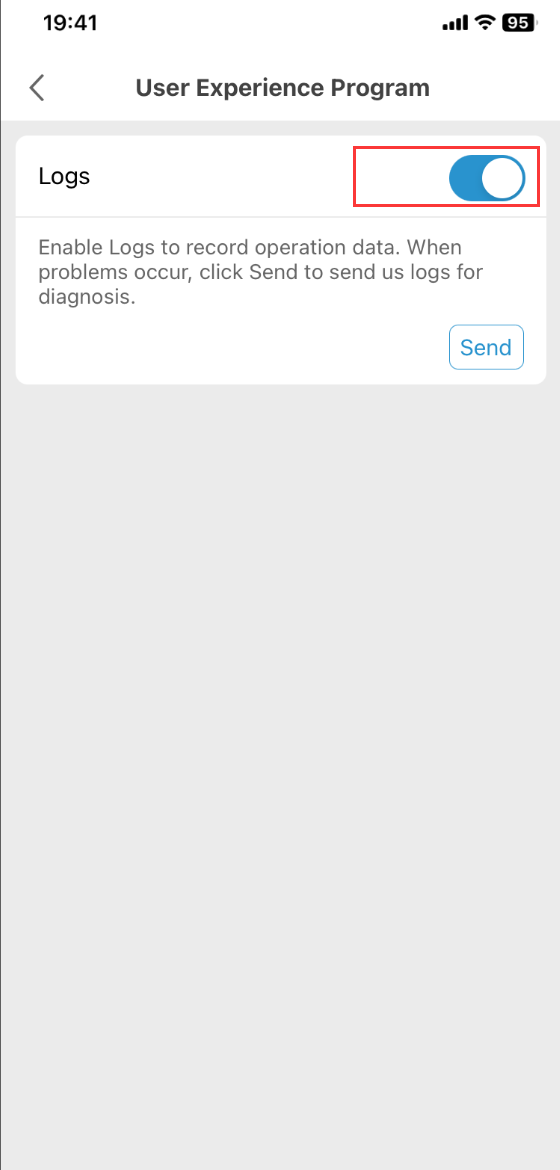 19:41
95
User Experience Program
Logs
Enable Logs to record operation data. When
problems occur, click Send to send us logs for
diagnosis.
Send